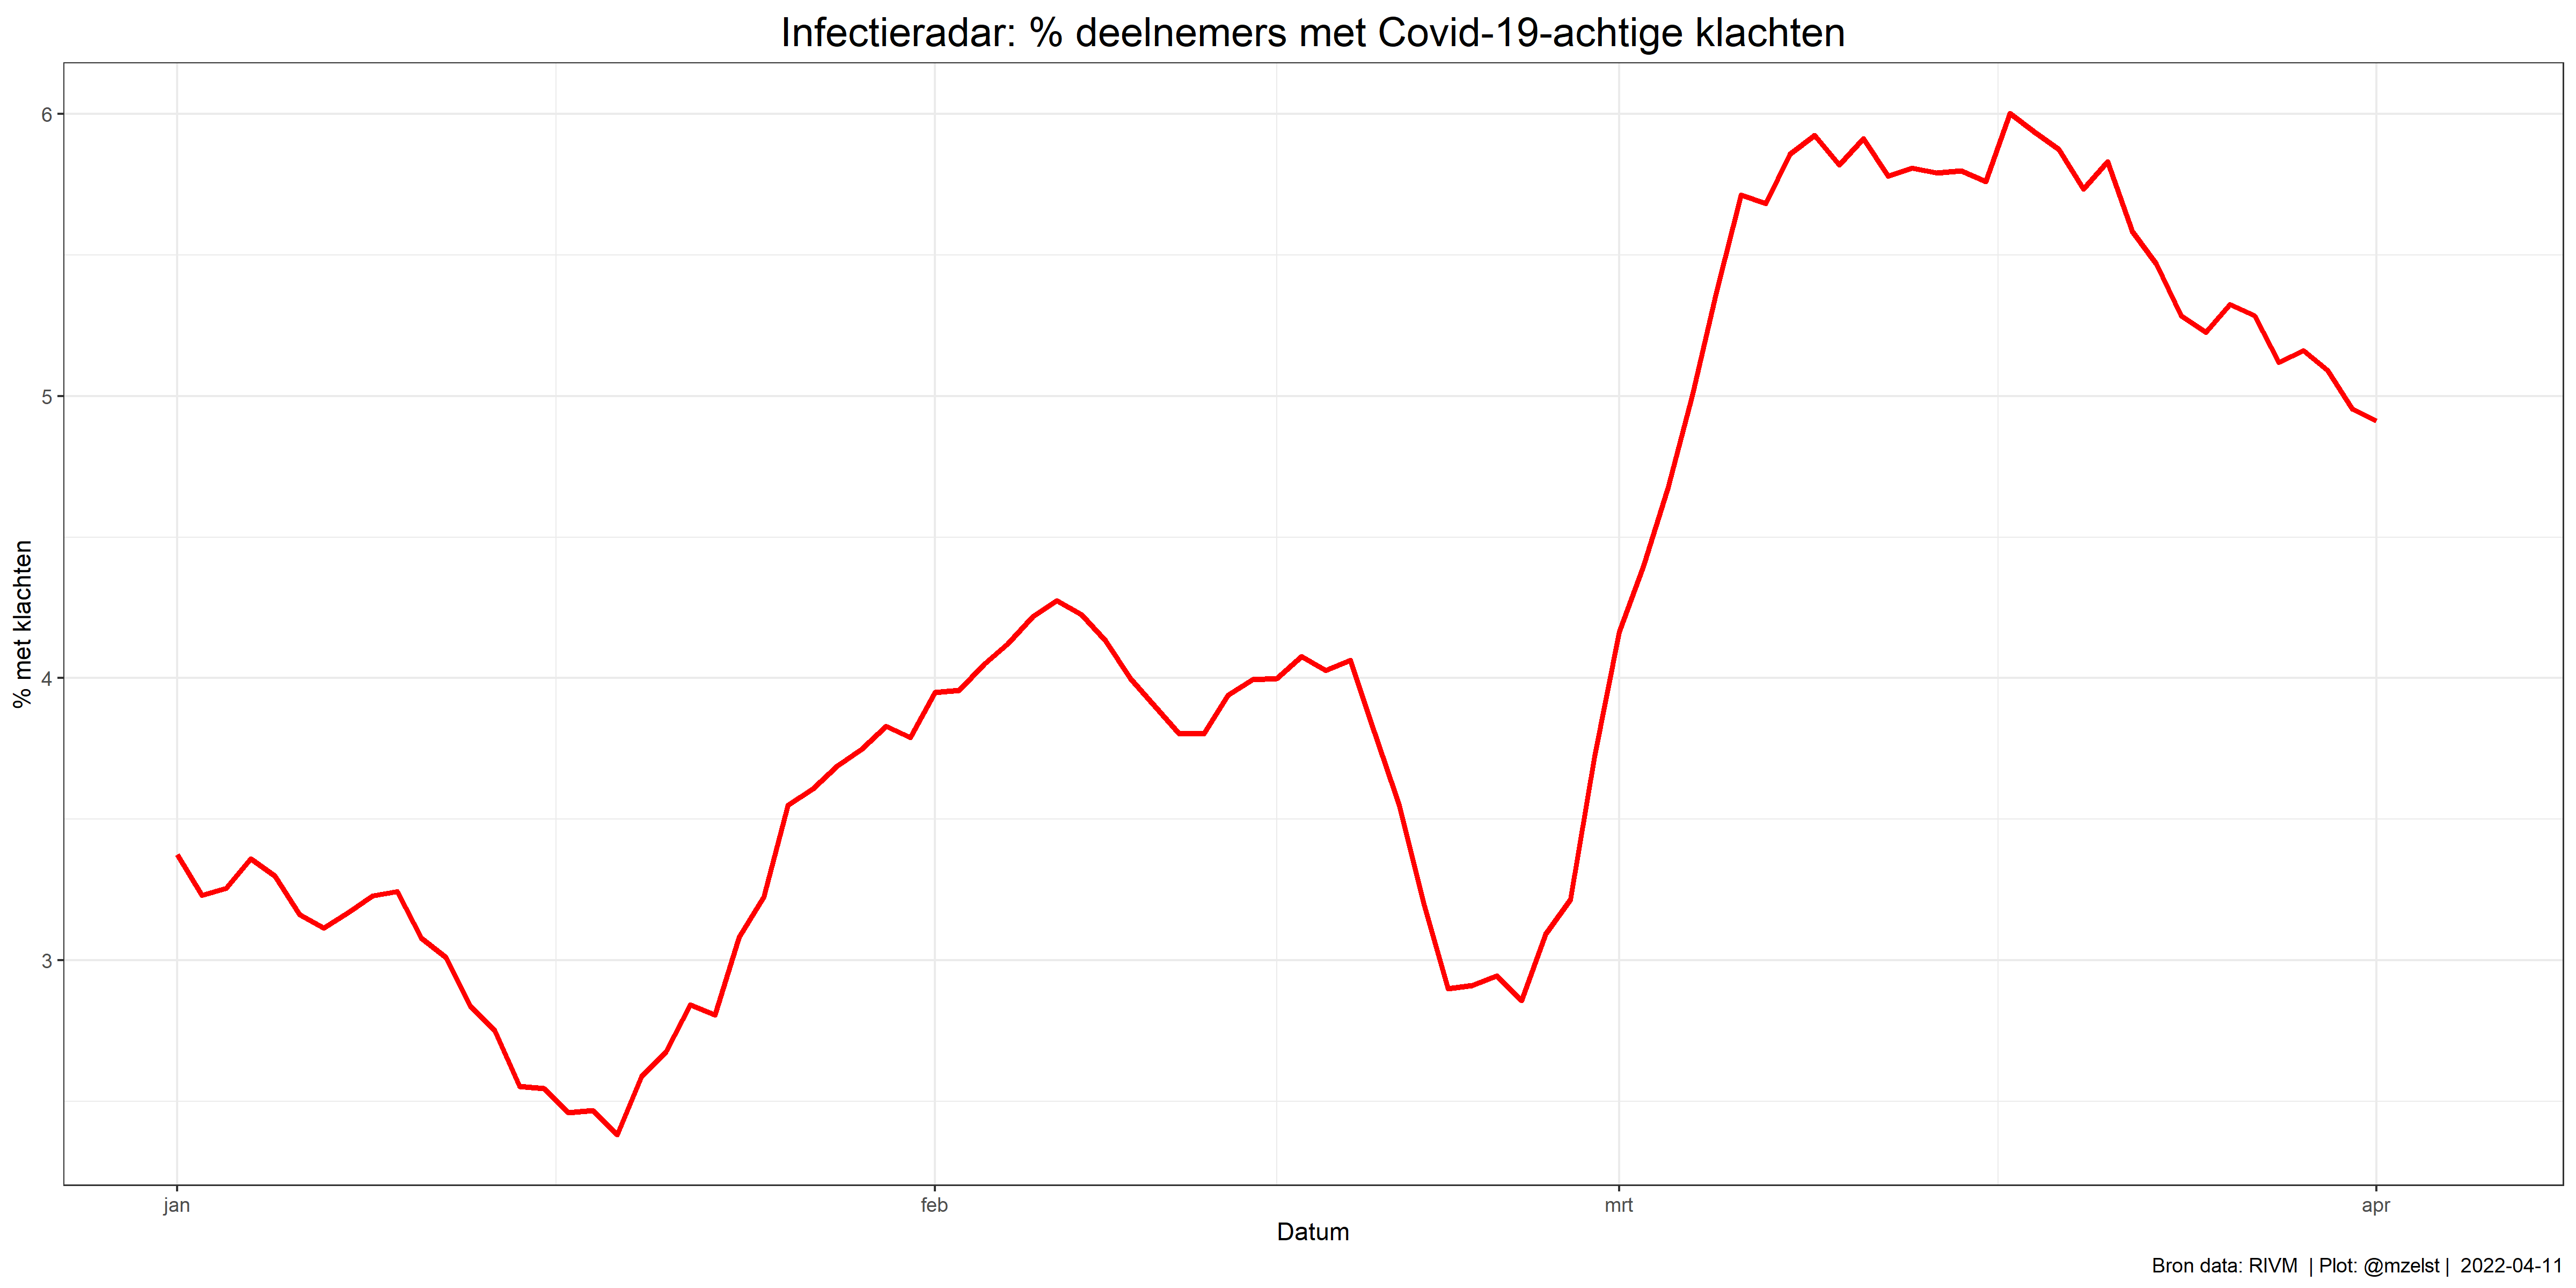 Infectieradar: % deelnemers met Covid-19-achtige klachten
% met klachten
6
5
4
3
jan feb mrt apr
Datum
Bron data: RIVM | Plot: @mzelst | 2022-04-11